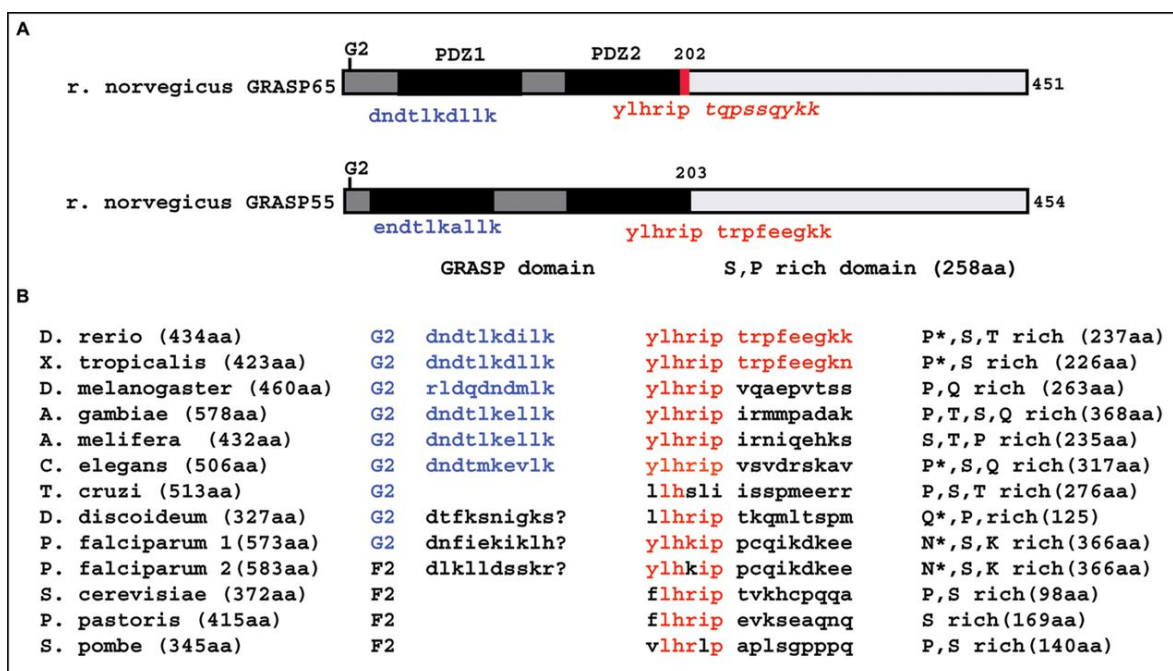 A
G2 PDZ1 PDZ2 202
r. norvegicus GRASP65 451
dndtlkdllk ylhrip tqpssqykk
G2 203
r. norvegicus GRASP55 454
endtlkallk ylhrip trpfeegkk
GRASP domain S,P rich domain (258aa)
B
D. rerio (434aa) G2 dndtlkdilk ylhrip trpfeegkk P*,S,T rich (237aa)
X. tropicalis (423aa) G2 dndtlkdllk ylhrip trpfeegkn P*,S rich (226aa)
D. melanogaster (460aa) G2 rldqdndmlk ylhrip vqaepvtss P,Q rich (263aa)
A. gambiae (578aa) G2 dndtlkellk ylhrip irmmpadak P,T,S,Q rich(368aa)
A. melifera (432aa) G2 dndtlkellk ylhrip irniqehks S,T,P rich(235aa)
C. elegans (506aa) G2 dndtmkevlk ylhrip vsvdrskav P*,S,Q rich(317aa)
T. cruzi (513aa) G2 llhsli isspmeerr P,S,T rich(276aa)
D. discoideum (327aa) G2 dtfksnigks? llhrip tkqmltspm Q*,P,rich(125)
P. falciparum 1(573aa) G2 dnfiekiklh? ylhkip pcqikdkee N*,S,K rich(366aa)
P. falciparum 2(583aa) F2 dlklldsskr? ylhkip pcqikdkee N*,S,K rich(366aa)
S. cerevisiae (372aa) F2 flhrip tvkhcpqqa P,S rich(98aa)
P. pastoris (415aa) F2 flhrip evkseaqnq S rich(169aa)
S. pombe (345aa) F2 vlhrlp aplsgpppq P,S rich(140aa)